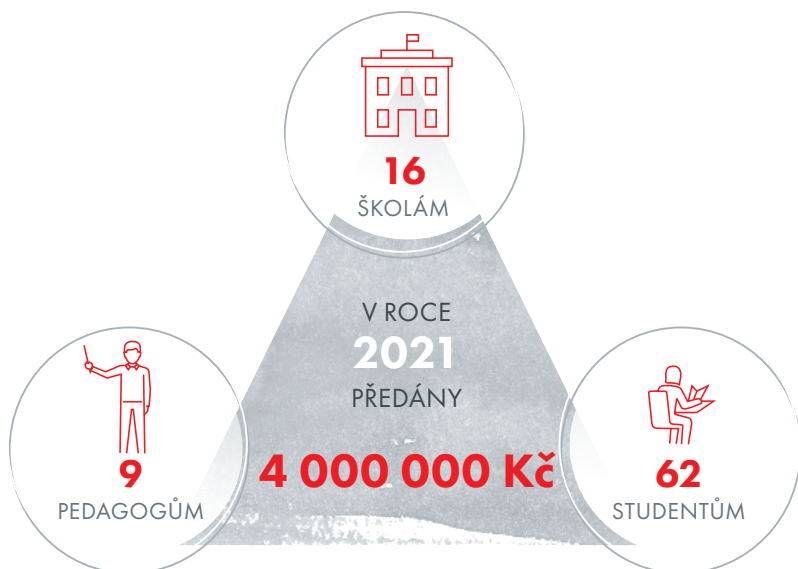 16
ŠKOLÁM
V ROCE
2021
PŘEDÁNY
4 000 000 Kč
9
PEDAGOGŮM
62
STUDENTŮM